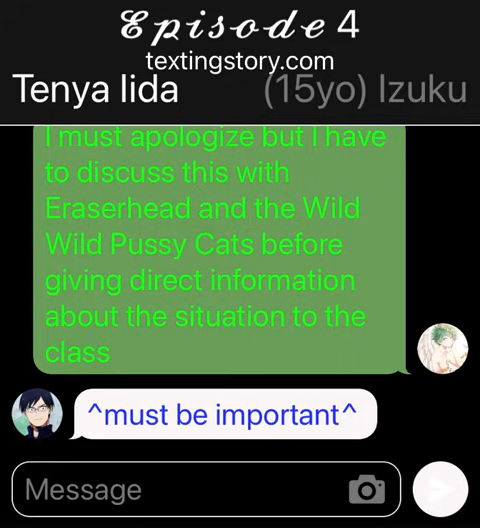 Episode 4
textingstory.com
Tenya Iida (15yo) Izuku
I must apologize but I have
to discuss this with
Eraserhead and the Wild
Wild Pussy Cats before
giving direct information
about the situation to the
class
^must be important^
Message